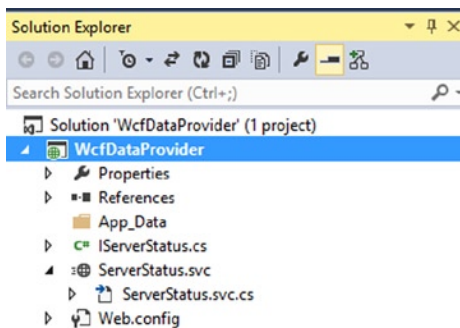 Solution Explorer
Search Solution Explorer (Ctrl+;)
Solution 'WcfDataProvider' (1 project)
WcfDataProvider
Properties
References
App_Data
C# IServerStatus.cs
ServerStatus.svc
ServerStatus.svc.cs
Web.config